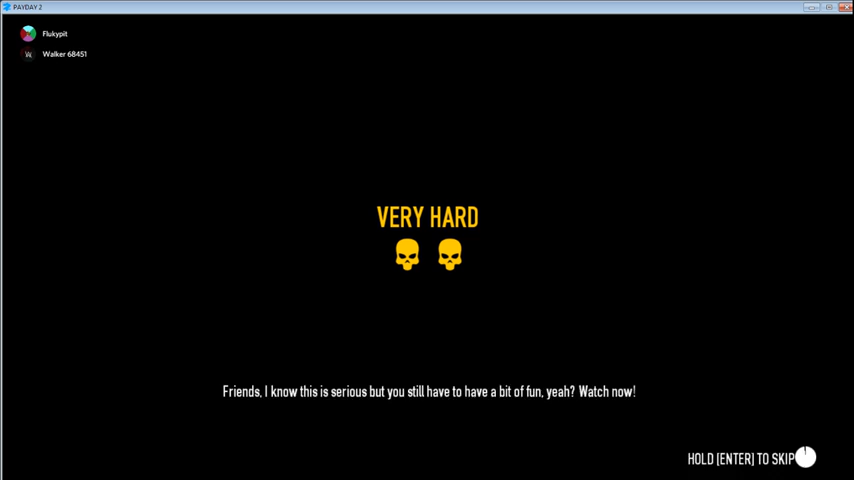 PAYDAY 2
Flukypit
Walker 68451
VERY HARD
Friends, I know this is serious but you still have to have a bit of fun, yeah? Watch now!
HOLD [ENTER] TO SKIP